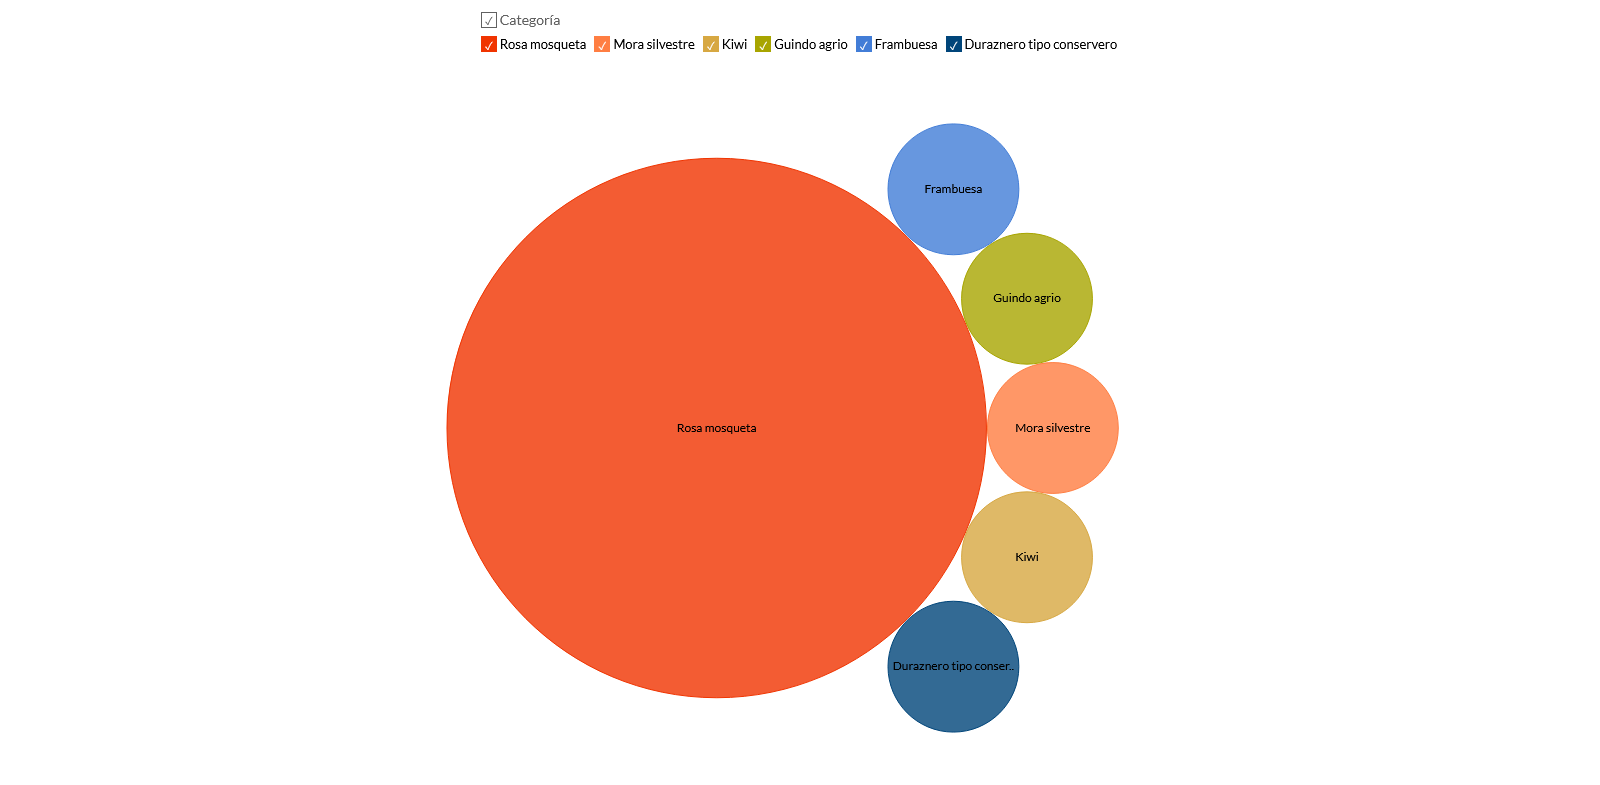 Categoría
Rosa mosqueta Mora silvestre Kiwi Guindo agrio Frambuesa Duraznero tipo conservero
Frambuesa
Guindo agrio
Rosa mosqueta
Mora silvestre
Kiwi
Duraznero tipo conser..